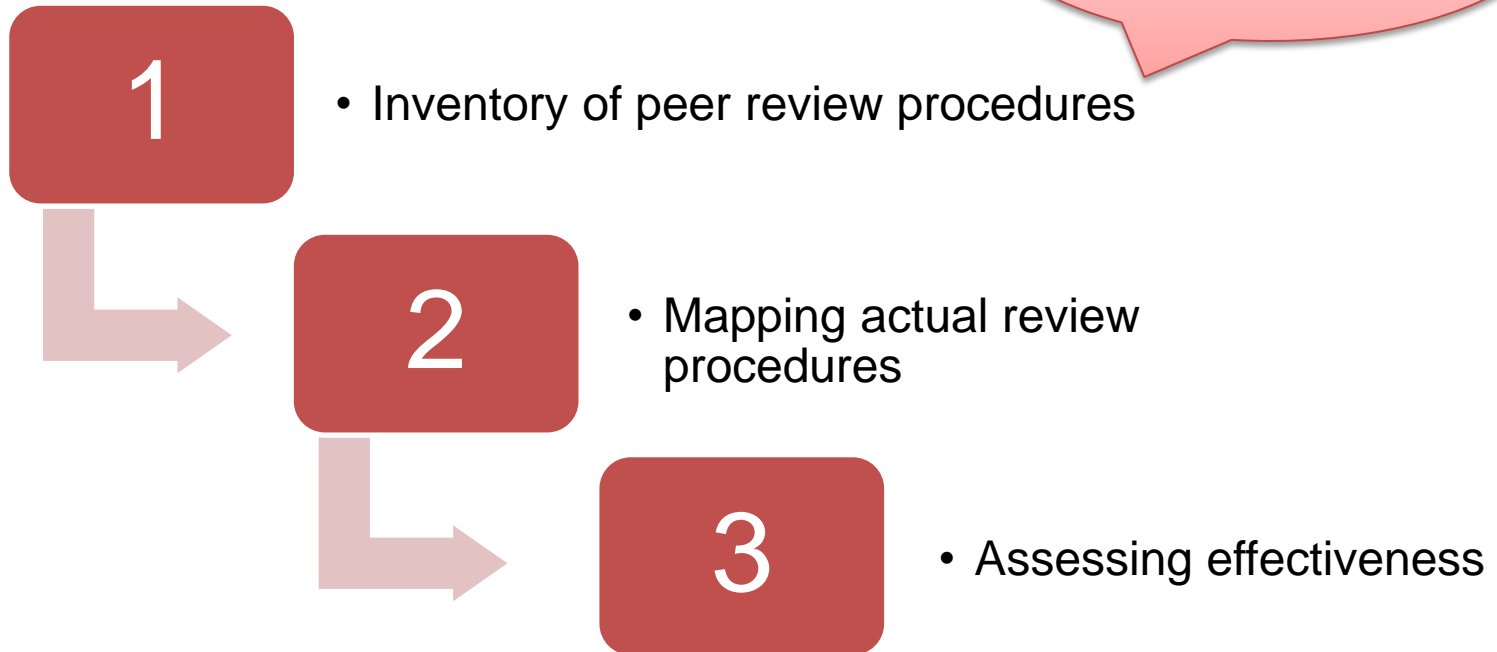 1
• Inventory of peer review procedures
2
• Mapping actual review
procedures
3
• Assessing effectiveness